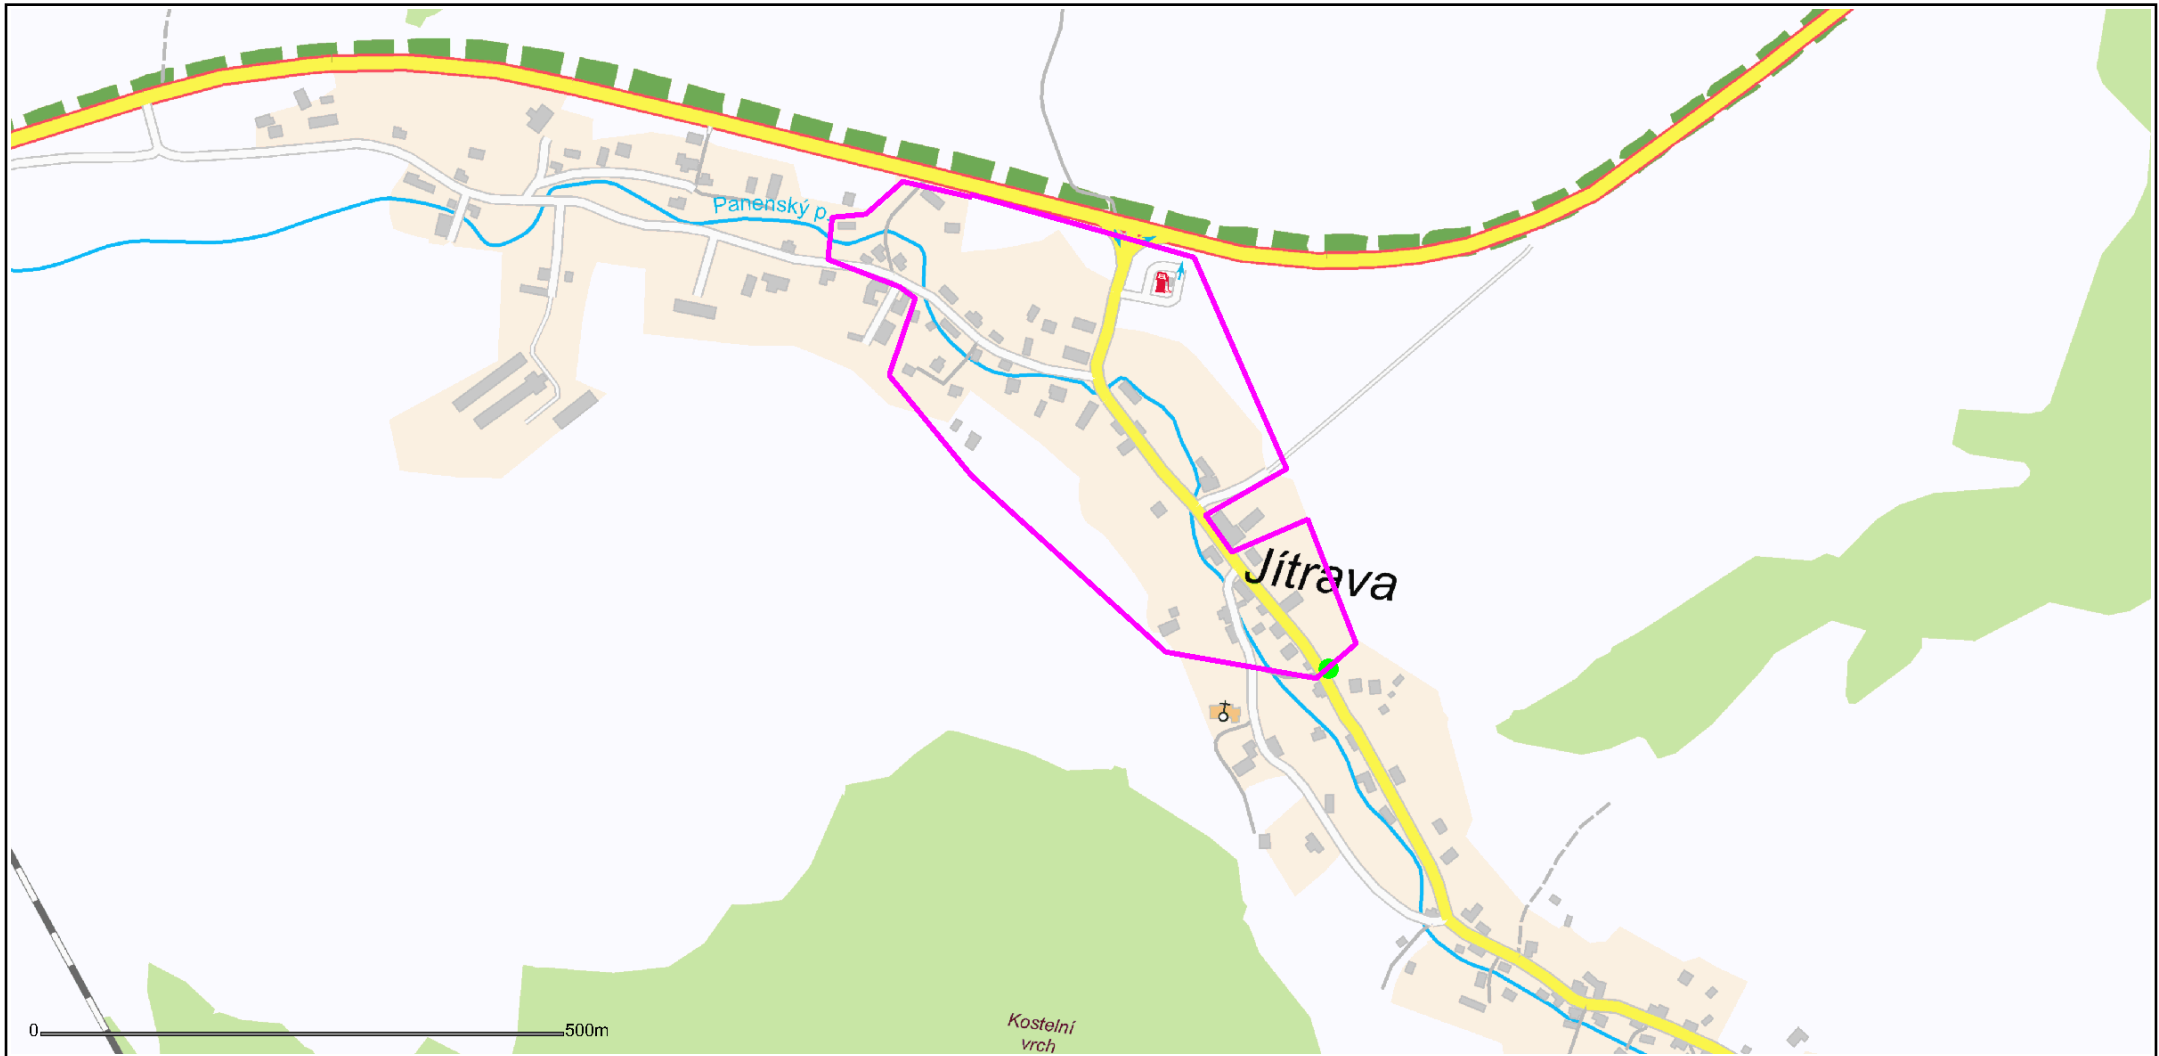 Panenský p.
Jítrava
Kostelní
vrch
0 500m